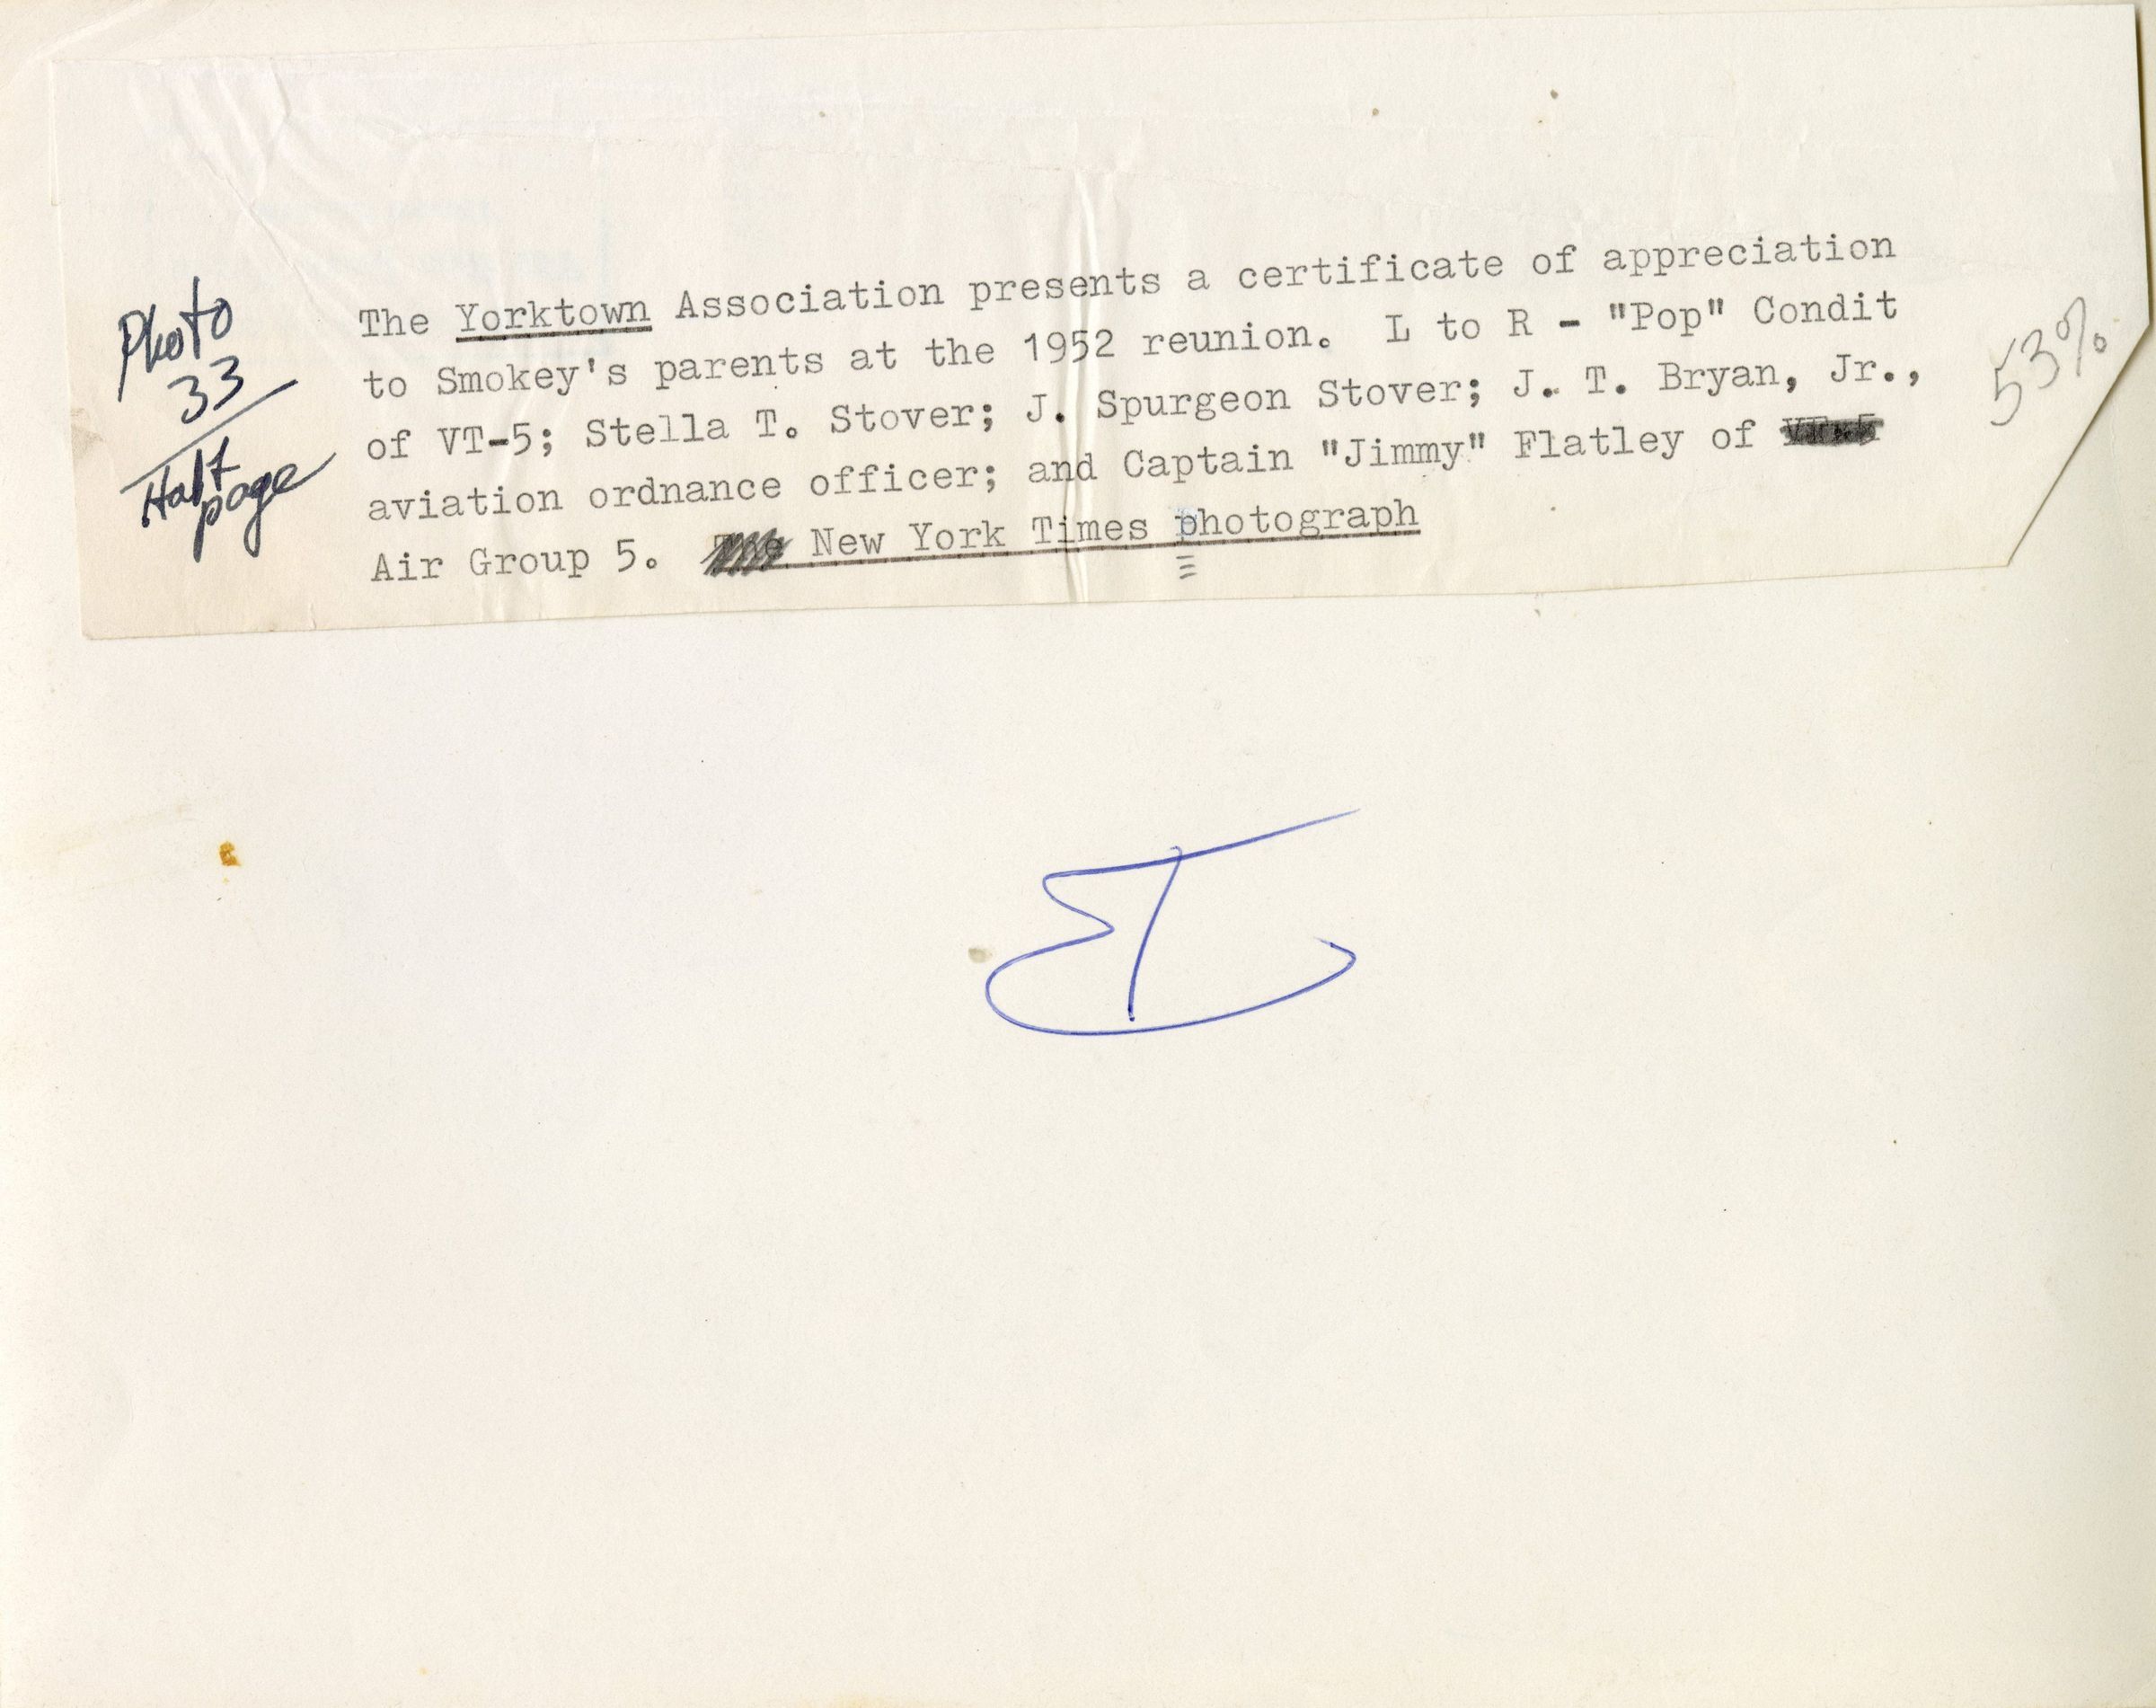 Photo
33
Half
page
The Yorktown Association presents a certificate of appreciation
to Smokey's parents at the 1952 reunion. L to R - "Pop" Condit
of VT-5; Stella T. Stover; J. Spurgeon Stover; J. T. Bryan, Jr.,
aviation ordnance officer; and Captain "Jimmy" Flatley of
Air Group 5. The New York Times photograph
53%